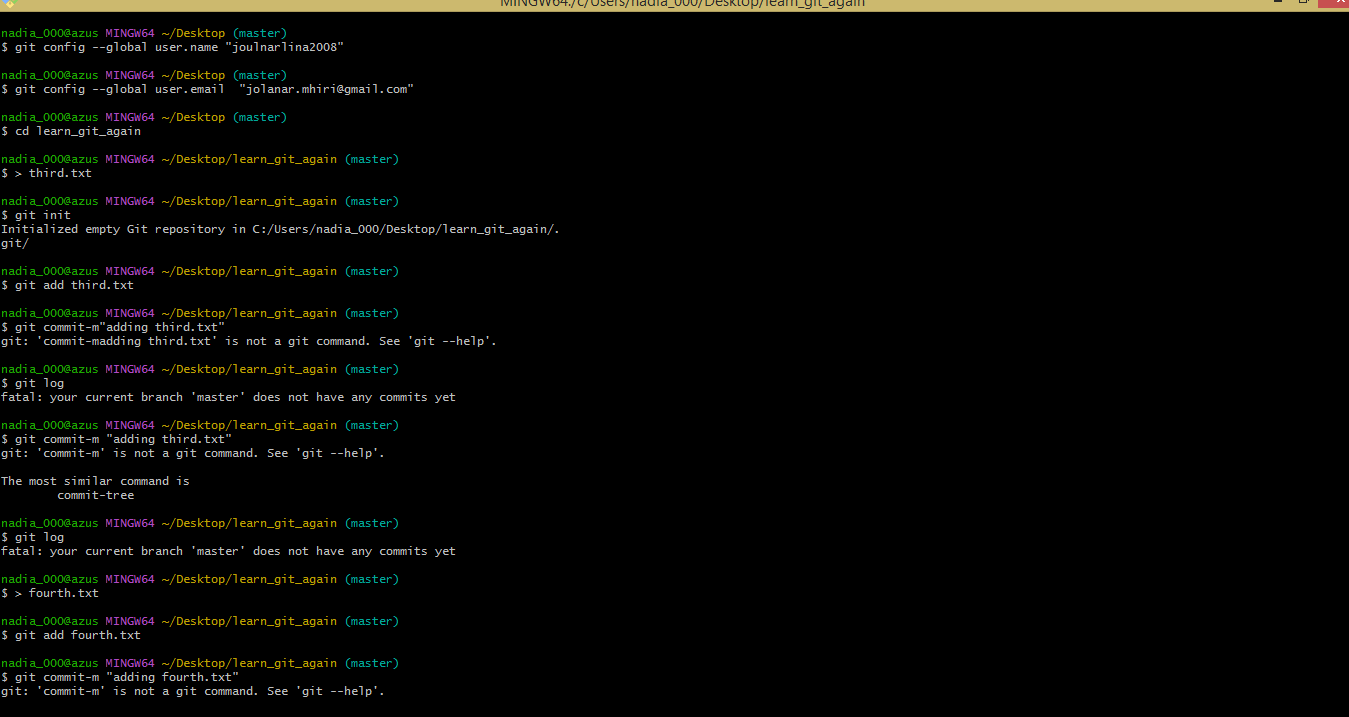 MINGW64:/c/Users/nadia_000/Desktop/learn_git_again
nadia_000@azus MINGW64 ~/Desktop (master)
$ git config --global user.name "joulnarlina2008"
nadia_000@azus MINGW64 ~/Desktop (master)
$ git config --global user.email  "jolanar.mhiri@gmail.com"
nadia_000@azus MINGW64 ~/Desktop (master)
$ cd learn_git_again
nadia_000@azus MINGW64 ~/Desktop/learn_git_again (master)
$ > third.txt
nadia_000@azus MINGW64 ~/Desktop/learn_git_again (master)
$ git init
Initialized empty Git repository in C:/Users/nadia_000/Desktop/learn_git_again/.
git/
nadia_000@azus MINGW64 ~/Desktop/learn_git_again (master)
$ git add third.txt
nadia_000@azus MINGW64 ~/Desktop/learn_git_again (master)
$ git commit-m"adding third.txt"
git: 'commit-madding third.txt' is not a git command. See 'git --help'.
nadia_000@azus MINGW64 ~/Desktop/learn_git_again (master)
$ git log
fatal: your current branch 'master' does not have any commits yet
nadia_000@azus MINGW64 ~/Desktop/learn_git_again (master)
$ git commit-m "adding third.txt"
git: 'commit-m' is not a git command. See 'git --help'.
The most similar command is
commit-tree
nadia_000@azus MINGW64 ~/Desktop/learn_git_again (master)
$ git log
fatal: your current branch 'master' does not have any commits yet
nadia_000@azus MINGW64 ~/Desktop/learn_git_again (master)
$ > fourth.txt
nadia_000@azus MINGW64 ~/Desktop/learn_git_again (master)
$ git add fourth.txt
nadia_000@azus MINGW64 ~/Desktop/learn_git_again (master)
$ git commit-m "adding fourth.txt"
git: 'commit-m' is not a git command. See 'git --help'.